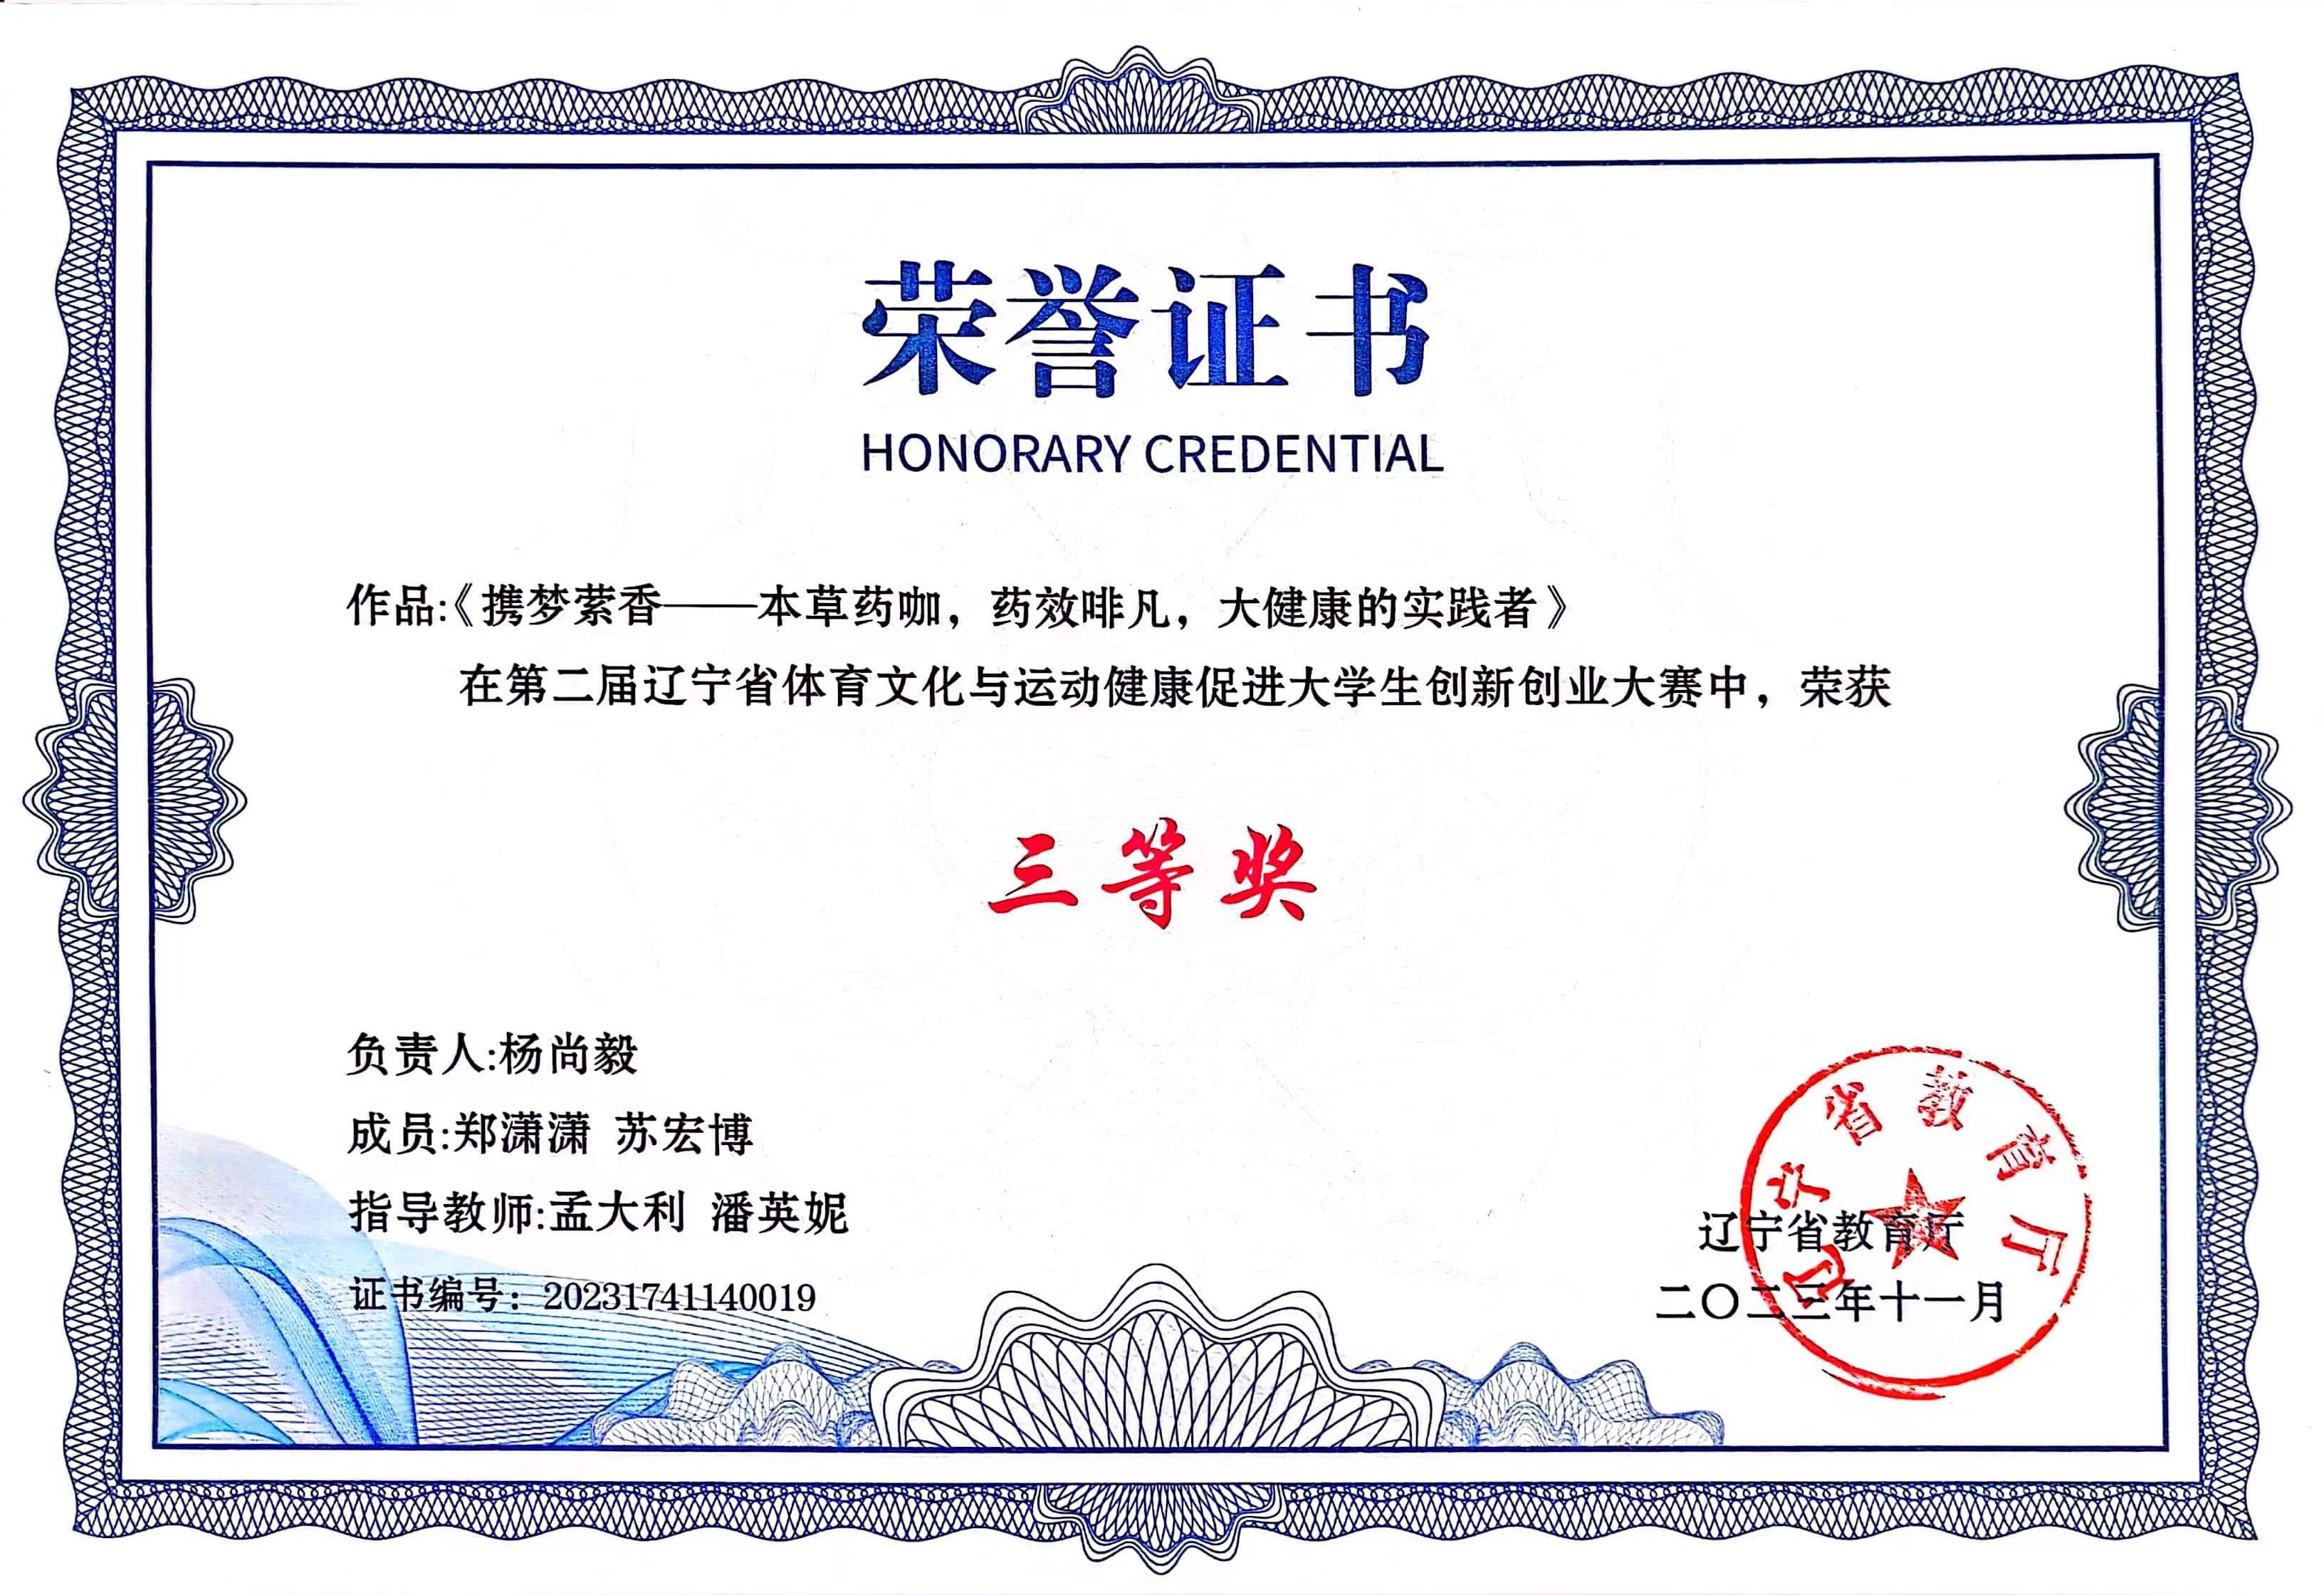 荣誉证书
HONORARY CREDENTIAL
作品:《携梦萦香——本草药咖，药效啡凡，大健康的实践者》
在第二届辽宁省体育文化与运动健康促进大学生创新创业大赛中，荣获
三等奖
负责人:杨尚毅
成员:郑潇潇 苏宏博
指导教师:孟大利 潘英妮
证书编号：20231741140019
辽宁省教育厅
辽宁省教育厅
二〇二三年十一月